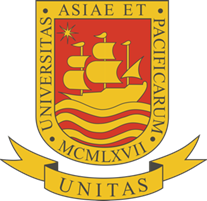 UNIVERSITAS ASIAE ET PACIFICARUM
• MCMLXVII •
UNITAS